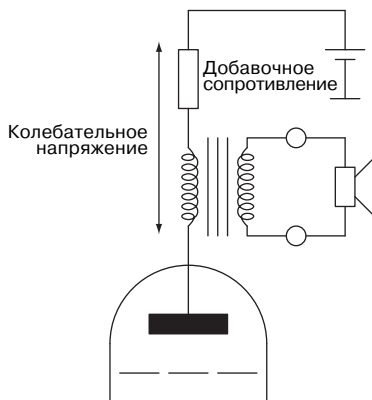 Добавочное
сопротивление
Колебательное
напряжение